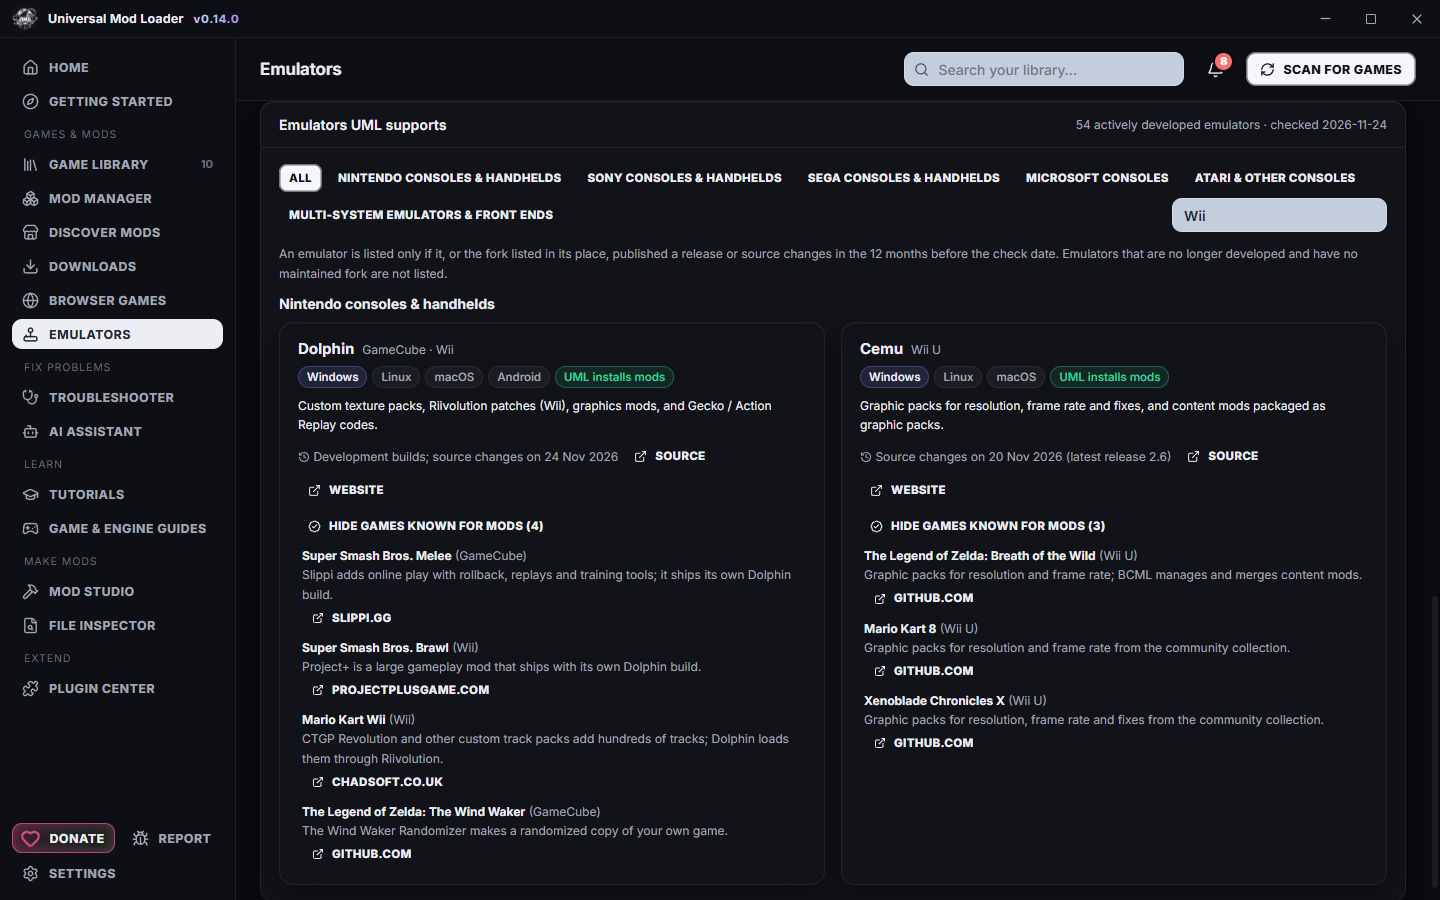 Universal Mod Loader v0.14.0
HOME
GETTING STARTED
GAMES & MODS
GAME LIBRARY 10
MOD MANAGER
DISCOVER MODS
DOWNLOADS
BROWSER GAMES
EMULATORS
FIX PROBLEMS
TROUBLESHOOTER
AI ASSISTANT
LEARN
TUTORIALS
GAME & ENGINE GUIDES
MAKE MODS
MOD STUDIO
FILE INSPECTOR
EXTEND
PLUGIN CENTER
DONATE
REPORT
SETTINGS
Emulators
Search your library...
8
SCAN FOR GAMES
Emulators UML supports
54 actively developed emulators · checked 2026-11-24
ALL NINTENDO CONSOLES & HANDHELDS SONY CONSOLES & HANDHELDS SEGA CONSOLES & HANDHELDS MICROSOFT CONSOLES ATARI & OTHER CONSOLES
MULTI-SYSTEM EMULATORS & FRONT ENDS
Wii
An emulator is listed only if it, or the fork listed in its place, published a release or source changes in the 12 months before the check date. Emulators that are no longer developed and have no
maintained fork are not listed.
Nintendo consoles & handhelds
Dolphin GameCube · Wii
Windows Linux macOS Android UML installs mods
Custom texture packs, Riivolution patches (Wii), graphics mods, and Gecko / Action
Replay codes.
Development builds; source changes on 24 Nov 2026 SOURCE
WEBSITE
HIDE GAMES KNOWN FOR MODS (4)
Super Smash Bros. Melee (GameCube)
Slippi adds online play with rollback, replays and training tools; it ships its own Dolphin
build.
SLIPPI.GG
Super Smash Bros. Brawl (Wii)
Project+ is a large gameplay mod that ships with its own Dolphin build.
PROJECTPLUSGAME.COM
Mario Kart Wii (Wii)
CTGP Revolution and other custom track packs add hundreds of tracks; Dolphin loads
them through Riivolution.
CHADSOFT.CO.UK
The Legend of Zelda: The Wind Waker (GameCube)
The Wind Waker Randomizer makes a randomized copy of your own game.
GITHUB.COM
Cemu Wii U
Windows Linux macOS UML installs mods
Graphic packs for resolution, frame rate and fixes, and content mods packaged as
graphic packs.
Source changes on 20 Nov 2026 (latest release 2.6) SOURCE
WEBSITE
HIDE GAMES KNOWN FOR MODS (3)
The Legend of Zelda: Breath of the Wild (Wii U)
Graphic packs for resolution and frame rate; BCML manages and merges content mods.
GITHUB.COM
Mario Kart 8 (Wii U)
Graphic packs for resolution and frame rate from the community collection.
GITHUB.COM
Xenoblade Chronicles X (Wii U)
Graphic packs for resolution, frame rate and fixes from the community collection.
GITHUB.COM